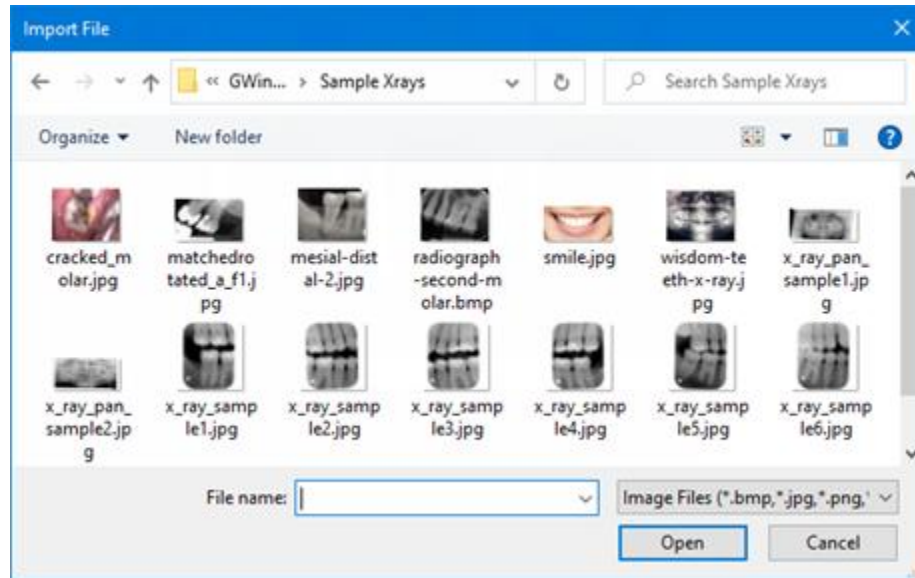 Import File
« GWin... › Sample Xrays
Search Sample Xrays
Organize
New folder
cracked_m
olar.jpg
matchedro
tated_a_f1.j
pg
mesial-dist
al-2.jpg
radiograph
-second-m
olar.bmp
smile.jpg
wisdom-te
eth-x-ray.j
pg
x_ray_pan_
sample1.jp
g
x_ray_pan_
sample2.jp
g
x_ray_samp
le1.jpg
x_ray_samp
le2.jpg
x_ray_samp
le3.jpg
x_ray_samp
le4.jpg
x_ray_samp
le5.jpg
x_ray_samp
le6.jpg
File name:
Image Files (*.bmp,*.jpg,*.png,*
Open
Cancel